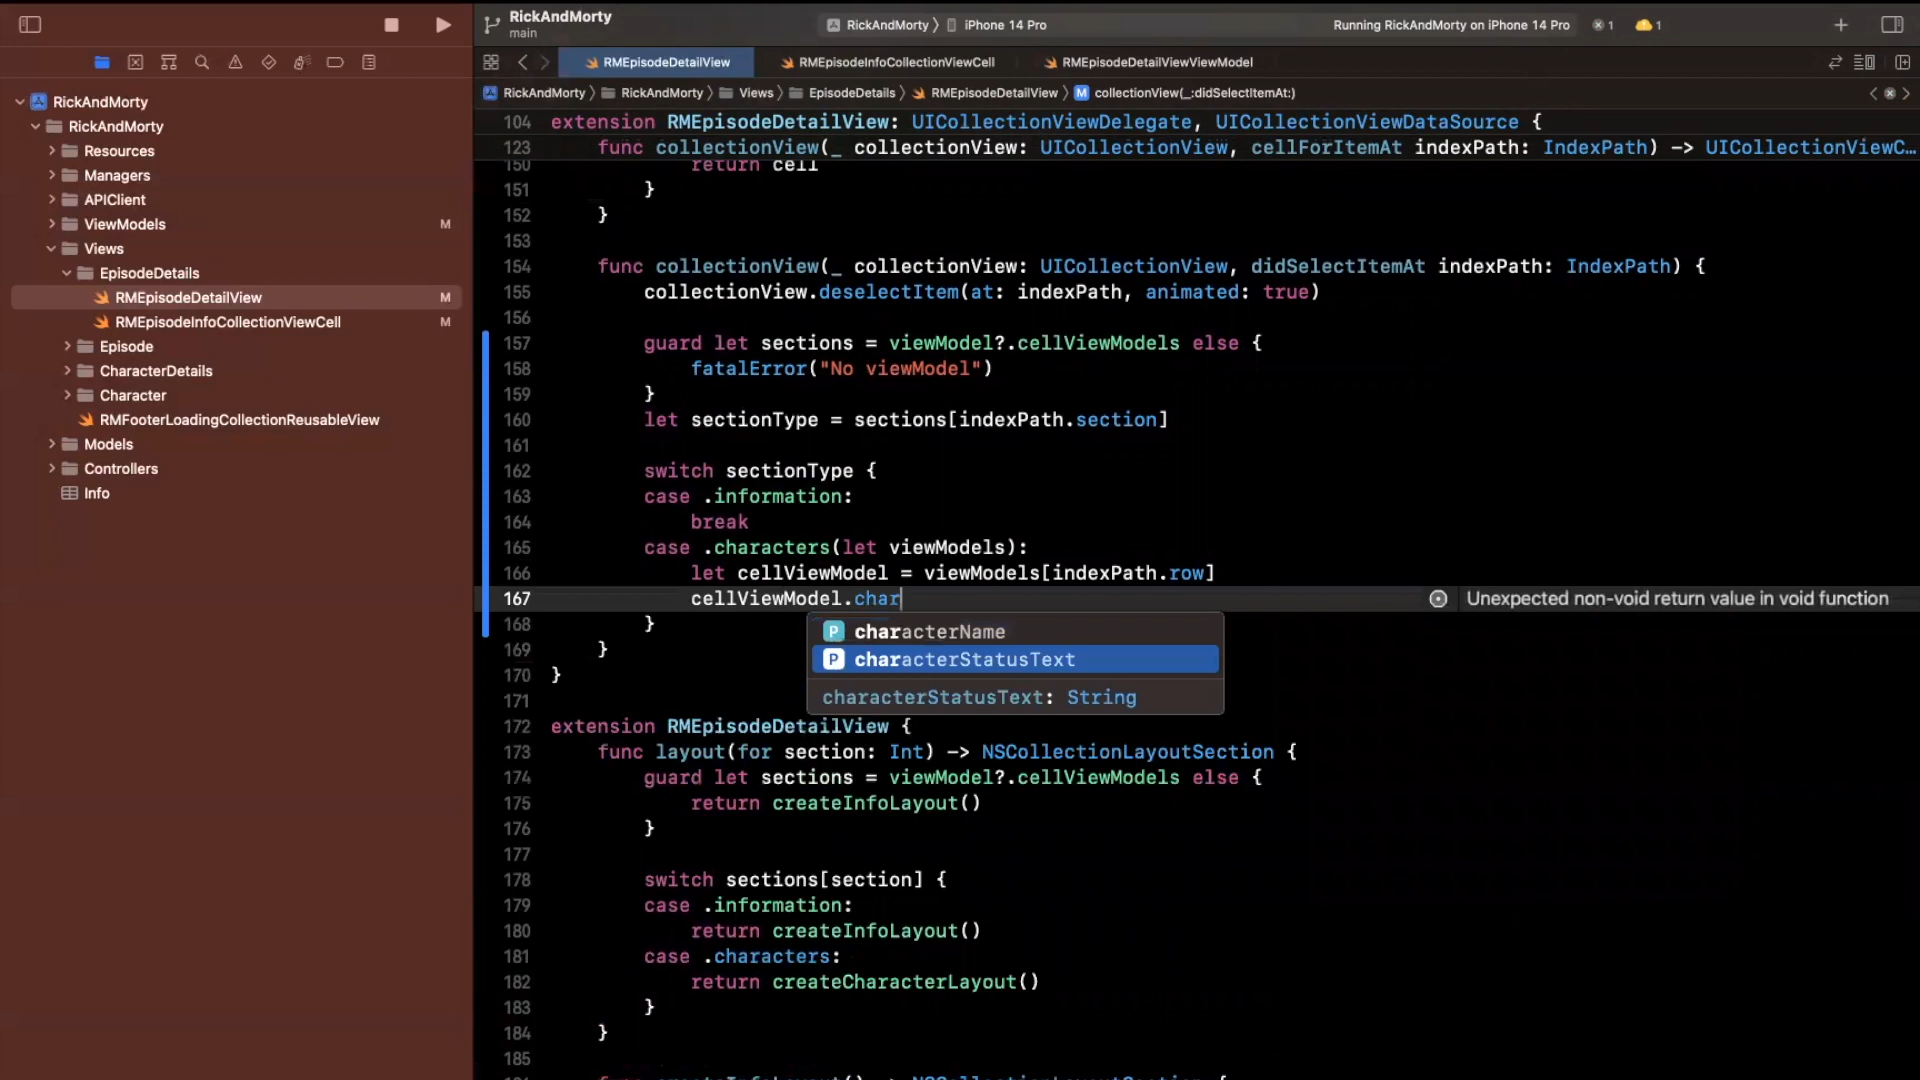 RickAndMorty
main
RickAndMorty
iPhone 14 Pro
Running RickAndMorty on iPhone 14 Pro
1
1
RMEpisodeDetailView
RMEpisodeInfoCollectionViewCell
RMEpisodeDetailViewViewModel
RickAndMorty
RickAndMorty
Views
EpisodeDetails
RMEpisodeDetailView
M
collectionView(_:didSelectItemAt:)
RickAndMorty
RickAndMorty
Resources
Managers
APIClient
ViewModels M
Views
EpisodeDetails
RMEpisodeDetailView M
RMEpisodeInfoCollectionViewCell M
Episode
CharacterDetails
Character
RMFooterLoadingCollectionReusableView
Models
Controllers
Info
104 extension RMEpisodeDetailView: UICollectionViewDelegate, UICollectionViewDataSource {
123 func collectionView(_ collectionView: UICollectionView, cellForItemAt indexPath: IndexPath) -> UICollectionViewC…
150 return cell
151 }
152 }
153
154 func collectionView(_ collectionView: UICollectionView, didSelectItemAt indexPath: IndexPath) {
155 collectionView.deselectItem(at: indexPath, animated: true)
156
157 guard let sections = viewModel?.cellViewModels else {
158 fatalError("No viewModel")
159 }
160 let sectionType = sections[indexPath.section]
161
162 switch sectionType {
163 case .information:
164 break
165 case .characters(let viewModels):
166 let cellViewModel = viewModels[indexPath.row]
167 cellViewModel.char
Unexpected non-void return value in void function
P characterName
P characterStatusText
characterStatusText: String
168 }
169 }
170 }
171
172 extension RMEpisodeDetailView {
173 func layout(for section: Int) -> NSCollectionLayoutSection {
174 guard let sections = viewModel?.cellViewModels else {
175 return createInfoLayout()
176 }
177
178 switch sections[section] {
179 case .information:
180 return createInfoLayout()
181 case .characters:
182 return createCharacterLayout()
183 }
184 }
185